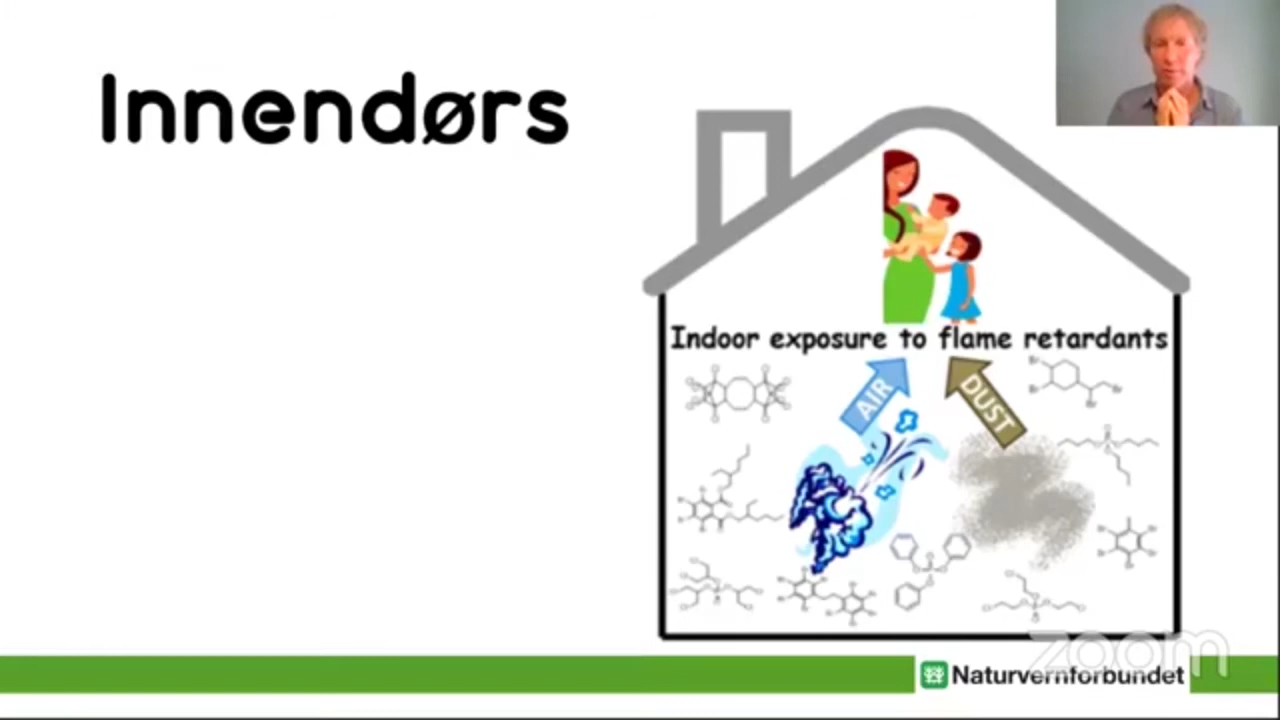 Innendørs
Indoor exposure to flame retardants
AIR
DUST
zoom
Naturvernforbundet